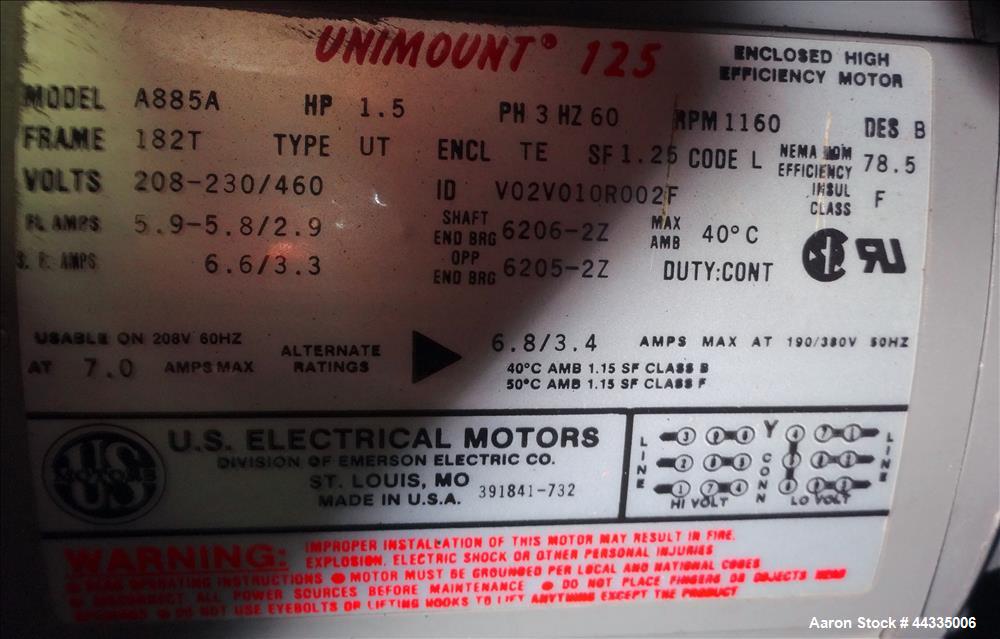 UNIMOUNT® 125
ENCLOSED HIGH
EFFICIENCY MOTOR
MODEL A885A HP 1.5 PH 3 HZ 60 RPM 1160 DES B
FRAME 182T TYPE UT ENCL TE SF 1.25 CODE L NEMA NOM EFFICIENCY 78.5
VOLTS 208-230/460 ID V02V010R002F INSUL CLASS F
FL AMPS 5.9-5.8/2.9 SHAFT END BRG 6206-2Z MAX AMB 40°C
S. F. AMPS 6.6/3.3 OPP END BRG 6205-2Z DUTY:CONT
USABLE ON 208V 60HZ
AT 7.0 AMPS MAX
ALTERNATE
RATINGS
6.8/3.4 AMPS MAX AT 190/380V 50HZ
40°C AMB 1.15 SF CLASS B
50°C AMB 1.15 SF CLASS F
US
MOTORS
U.S. ELECTRICAL MOTORS
DIVISION OF EMERSON ELECTRIC CO.
ST. LOUIS, MO
MADE IN U.S.A. 391841-732
LINE
Y CONN
LINE
HI VOLT
LO VOLT
WARNING: IMPROPER INSTALLATION OF THIS MOTOR MAY RESULT IN FIRE,
EXPLOSION, ELECTRIC SHOCK OR OTHER PERSONAL INJURIES
● READ OPERATING INSTRUCTIONS ● MOTOR MUST BE GROUNDED PER LOCAL AND NATIONAL CODES
● DISCONNECT ALL POWER SOURCES BEFORE MAINTENANCE ● DO NOT PLACE FINGERS OR OBJECTS NEAR
● DO NOT USE EYEBOLTS OR LIFTING HOOKS TO LIFT ANYTHING EXCEPT THE PRODUCT
Aaron Stock # 44335006